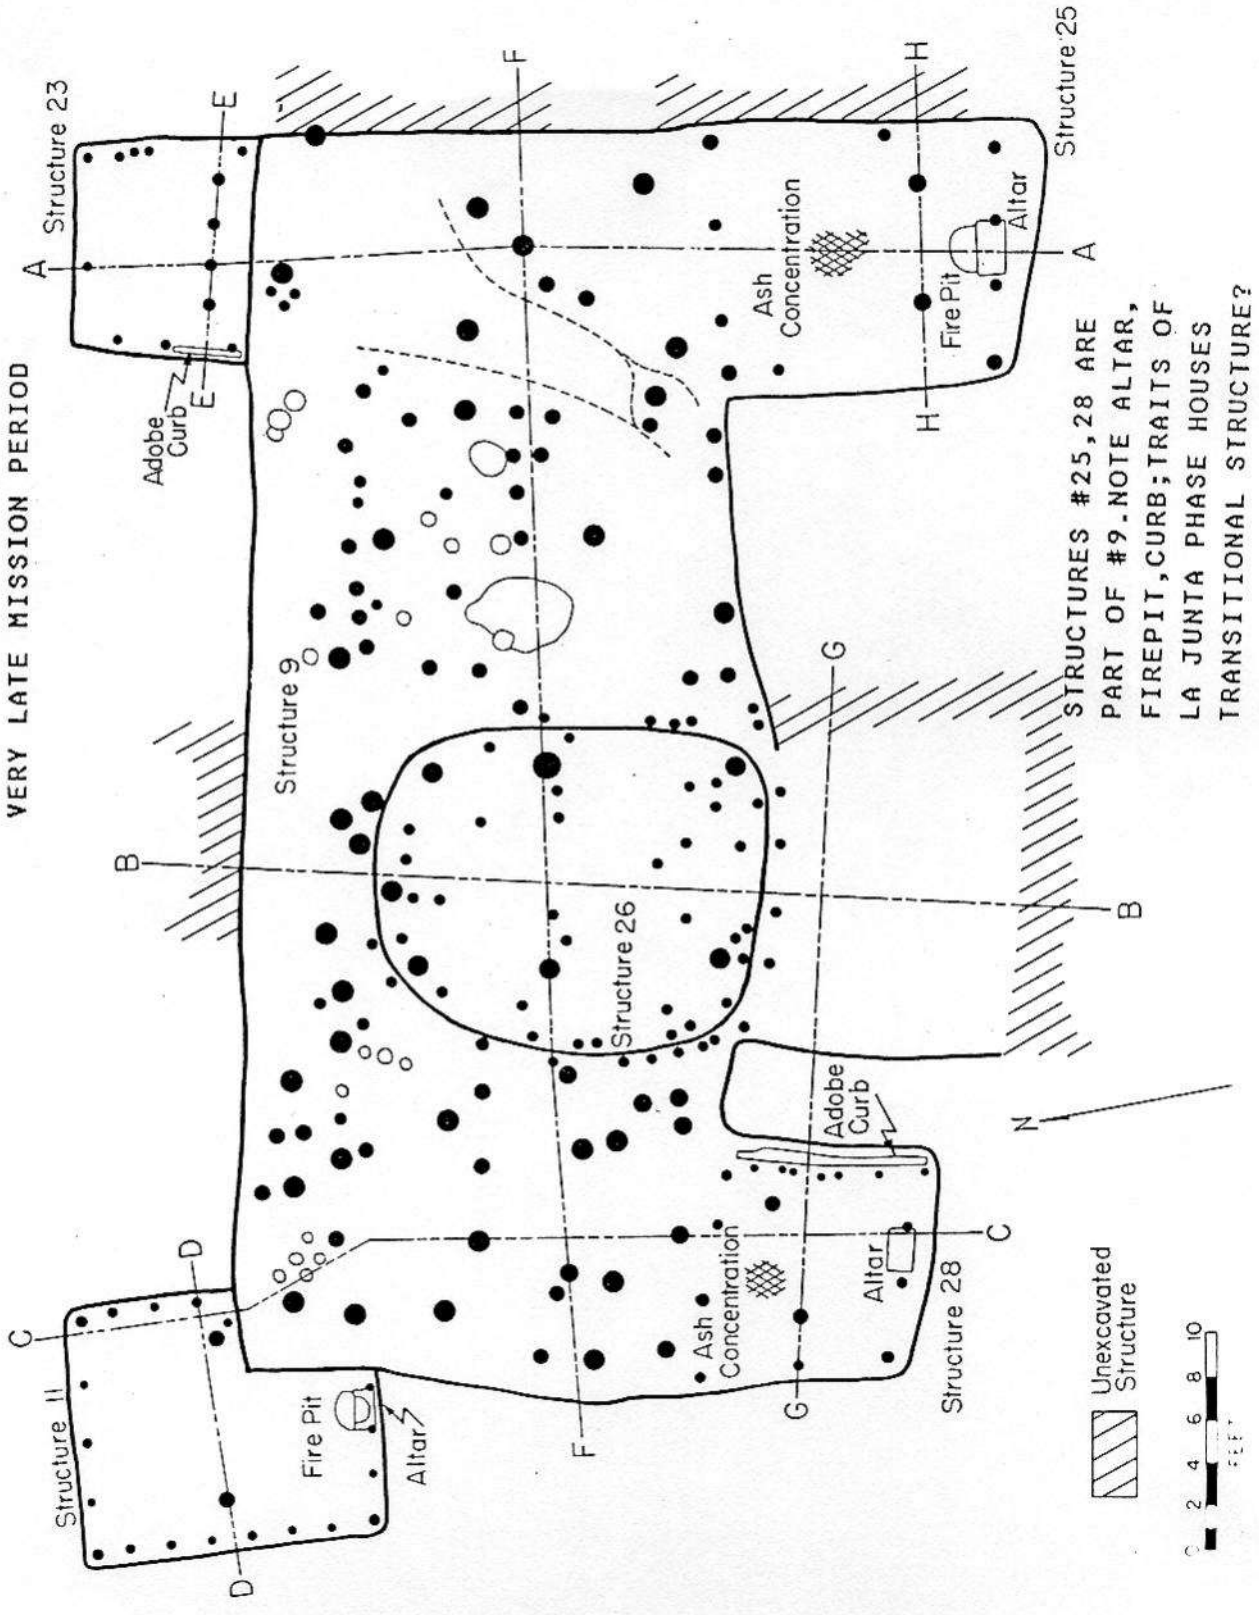 VERY LATE MISSION PERIOD
Structure 23
A
E
E
Adobe
Curb
F
H
Structure 25
Ash
Concentration
Fire Pit
Altar
A
H
B
Structure 9
Structure 26
G
B
STRUCTURES #25,28 ARE
PART OF #9.NOTE ALTAR,
FIREPIT,CURB;TRAITS OF
LA JUNTA PHASE HOUSES
TRANSITIONAL STRUCTURE?
C
D
Structure 11
Fire Pit
Altar
D
F
Adobe
Curb
N
Ash
Concentration
Altar
C
G
Structure 28
Unexcavated
Structure
0 2 4 6 8 10
FEET